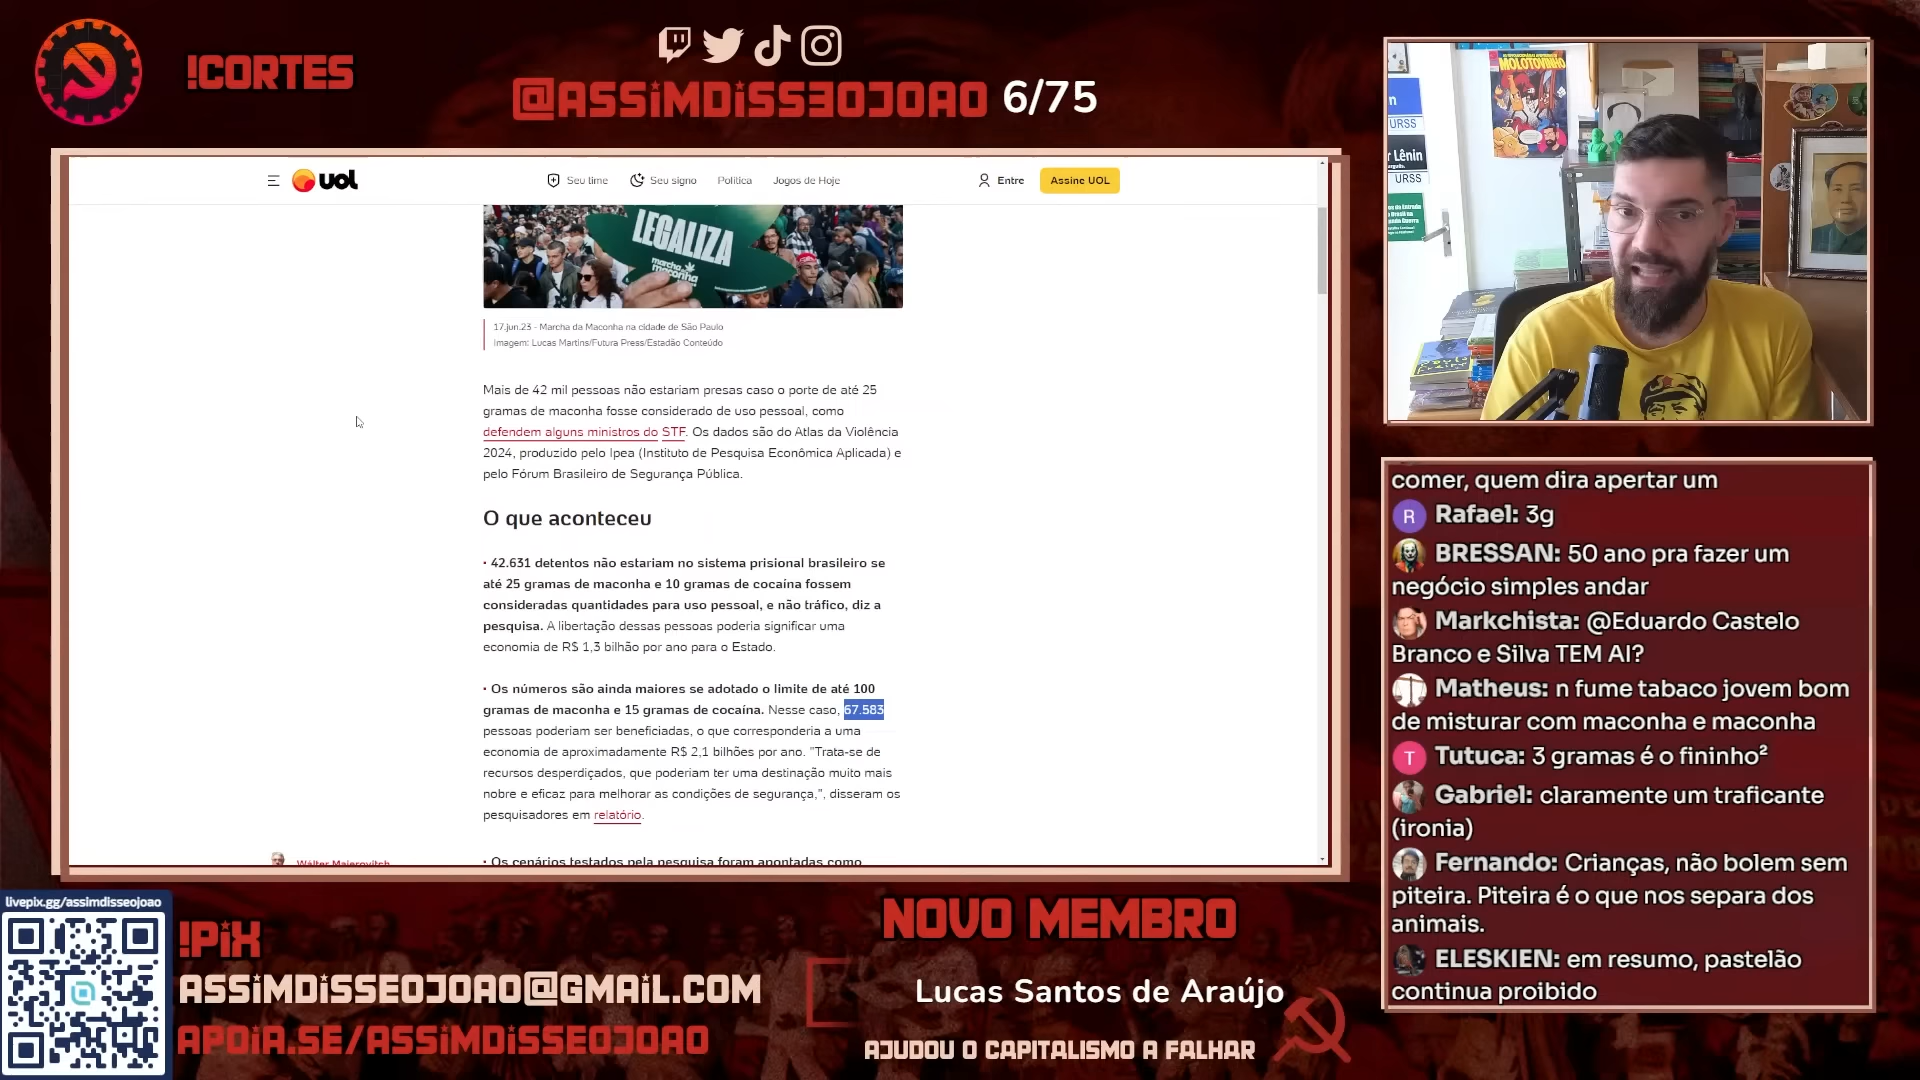 !CORTES
@ASSIMDISSEOJOAO 6/75
uol
Seu time
Seu signo
Política
Jogos de Hoje
Entre
Assine UOL
LEGALIZA
marcha
da
maconha
17.jun.23 - Marcha da Maconha na cidade de São Paulo
Imagem: Lucas Martins/Futura Press/Estadão Conteúdo
Mais de 42 mil pessoas não estariam presas caso o porte de até 25
gramas de maconha fosse considerado de uso pessoal, como
defendem alguns ministros do STF. Os dados são do Atlas da Violência
2024, produzido pelo Ipea (Instituto de Pesquisa Econômica Aplicada) e
pelo Fórum Brasileiro de Segurança Pública.
O que aconteceu
· 42.631 detentos não estariam no sistema prisional brasileiro se
até 25 gramas de maconha e 10 gramas de cocaína fossem
consideradas quantidades para uso pessoal, e não tráfico, diz a
pesquisa. A libertação dessas pessoas poderia significar uma
economia de R$ 1,3 bilhão por ano para o Estado.
· Os números são ainda maiores se adotado o limite de até 100
gramas de maconha e 15 gramas de cocaína. Nesse caso, 67.583
pessoas poderiam ser beneficiadas, o que corresponderia a uma
economia de aproximadamente R$ 2,1 bilhões por ano. "Trata-se de
recursos desperdiçados, que poderiam ter uma destinação muito mais
nobre e eficaz para melhorar as condições de segurança,", disseram os
pesquisadores em relatório.
· Os cenários testados pela pesquisa foram apontadas como
Wálter Maierovitch
MOLOTOVINHO
URSS
r Lênin
URSS
comer, quem dira apertar um
R Rafael: 3g
BRESSAN: 50 ano pra fazer um
negócio simples andar
Markchista: @Eduardo Castelo
Branco e Silva TEM AI?
Matheus: n fume tabaco jovem bom
de misturar com maconha e maconha
T Tutuca: 3 gramas é o fininho²
Gabriel: claramente um traficante
(ironia)
Fernando: Crianças, não bolem sem
piteira. Piteira é o que nos separa dos
animais.
ELESKIEN: em resumo, pastelão
continua proibido
livepix.gg/assimdisseojoao
!PIX
ASSIMDISSEOJOAO@GMAIL.COM
APOIA.SE/ASSIMDISSEOJOAO
NOVO MEMBRO
Lucas Santos de Araújo
AJUDOU O CAPITALISMO A FALHAR